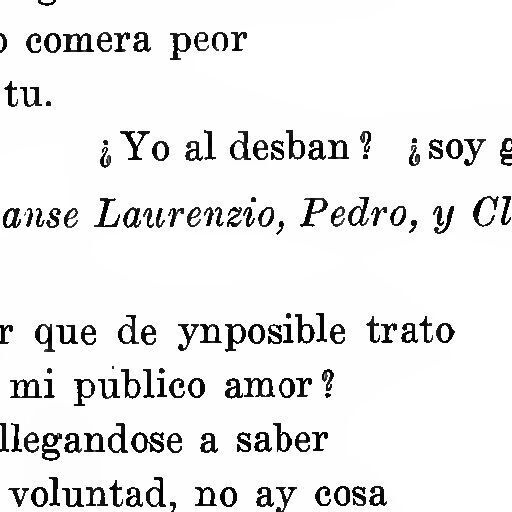 comera peor
tu.
¿Yo al desban? ¿soy
anse Laurenzio, Pedro, y Cl
r que de ynposible trato
mi publico amor?
llegandose a saber
voluntad, no ay cosa